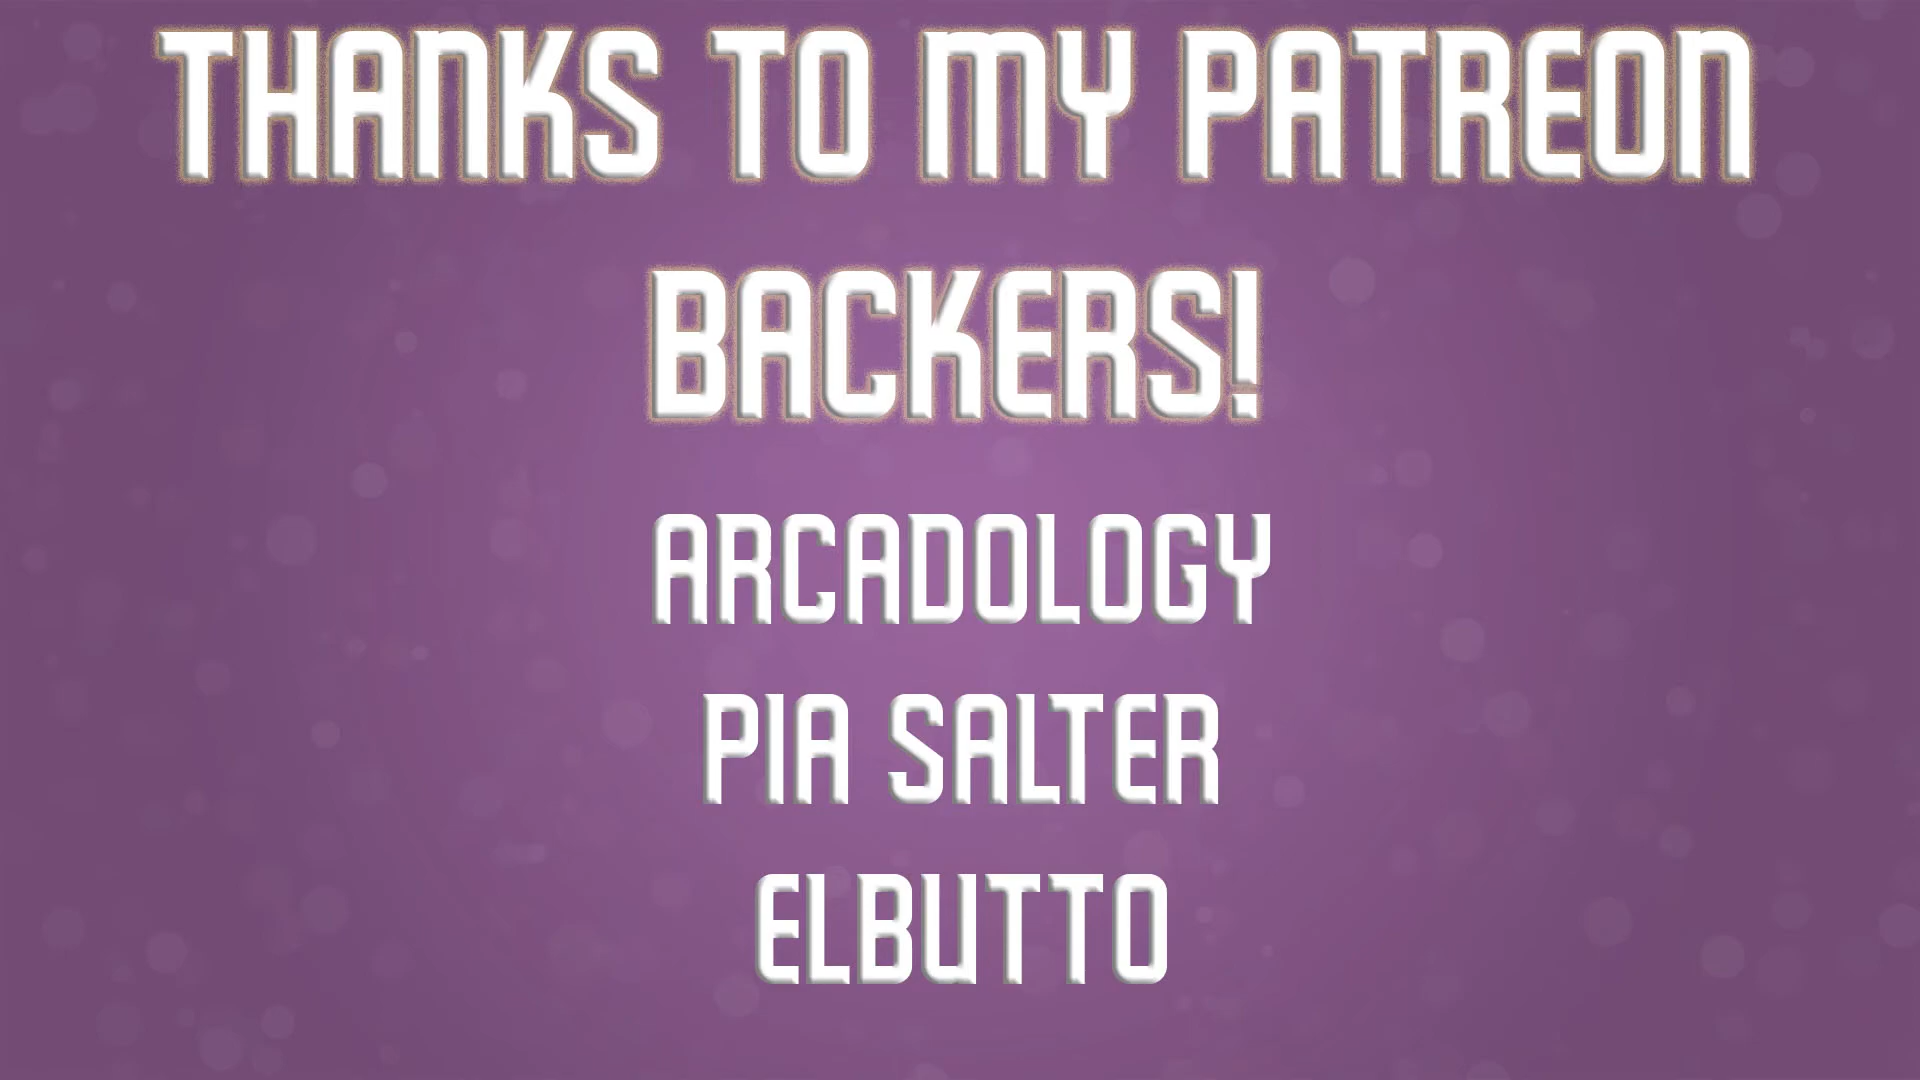 THANKS TO MY PATREON
BACKERS!
ARCADOLOGY
PIA SALTER
ELBUTTO